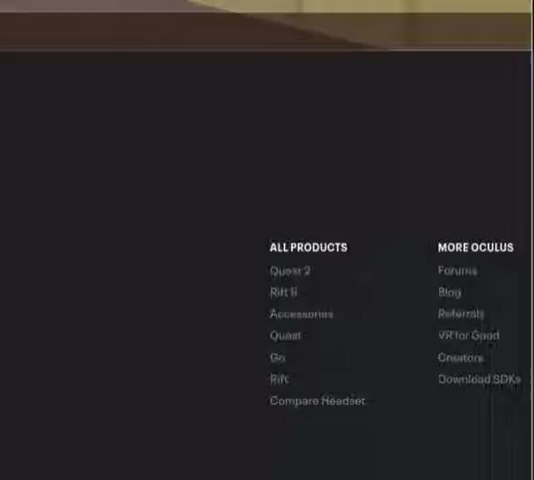 ALL PRODUCTS
Quest 2
Rift S
Accessories
Quest
Go
Rift
Compare Headset
MORE OCULUS
Forums
Blog
Referrals
VR for Good
Creators
Download SDKs